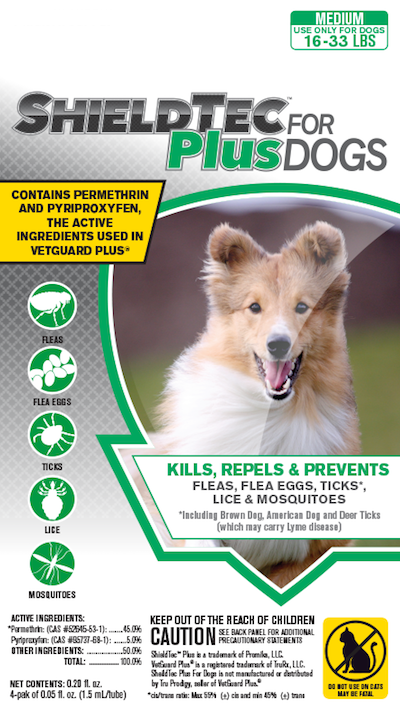 MEDIUM
USE ONLY FOR DOGS
16-33 LBS
SHIELDTEC™
Plus
FOR
DOGS
CONTAINS PERMETHRIN
AND PYRIPROXYFEN,
THE ACTIVE
INGREDIENTS USED IN
VETGUARD PLUS®
FLEAS
FLEA EGGS
TICKS
LICE
MOSQUITOES
KILLS, REPELS & PREVENTS
FLEAS, FLEA EGGS, TICKS*,
LICE & MOSQUITOES
*Including Brown Dog, American Dog and Deer Ticks
(which may carry Lyme disease)
ACTIVE INGREDIENTS:
*Permethrin: (CAS #52645-53-1): .......45.0%
Pyriproxyfen: (CAS #95737-68-1): ......5.0%
OTHER INGREDIENTS: ....................50.0%
TOTAL: ............ 100.0%
NET CONTENTS: 0.20 fl. oz.
4-pak of 0.05 fl. oz. (1.5 mL/tube)
KEEP OUT OF THE REACH OF CHILDREN
CAUTION SEE BACK PANEL FOR ADDITIONAL
PRECAUTIONARY STATEMENTS
ShieldTec™ Plus is a trademark of Promika, LLC.
VetGuard Plus® is a registered trademark of TruRx, LLC.
ShieldTec Plus For Dogs is not manufactured or distributed
by Tru Prodigy, seller of VetGuard Plus.®
*cis/trans ratio: Max 55% (±) cis and min 45% (±) trans
DO NOT USE ON CATS
MAY BE FATAL